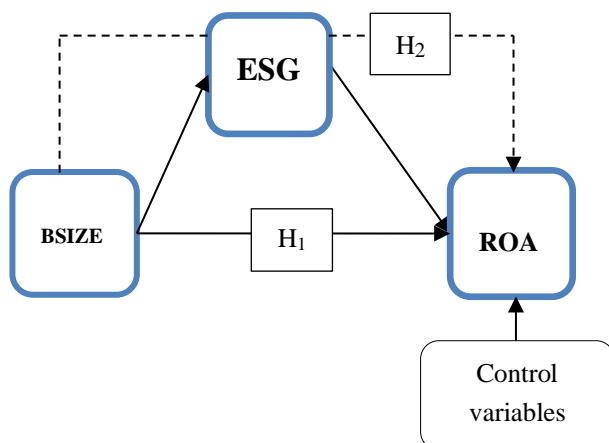 ESG
H₂
BSIZE
H₁
ROA
Control
variables